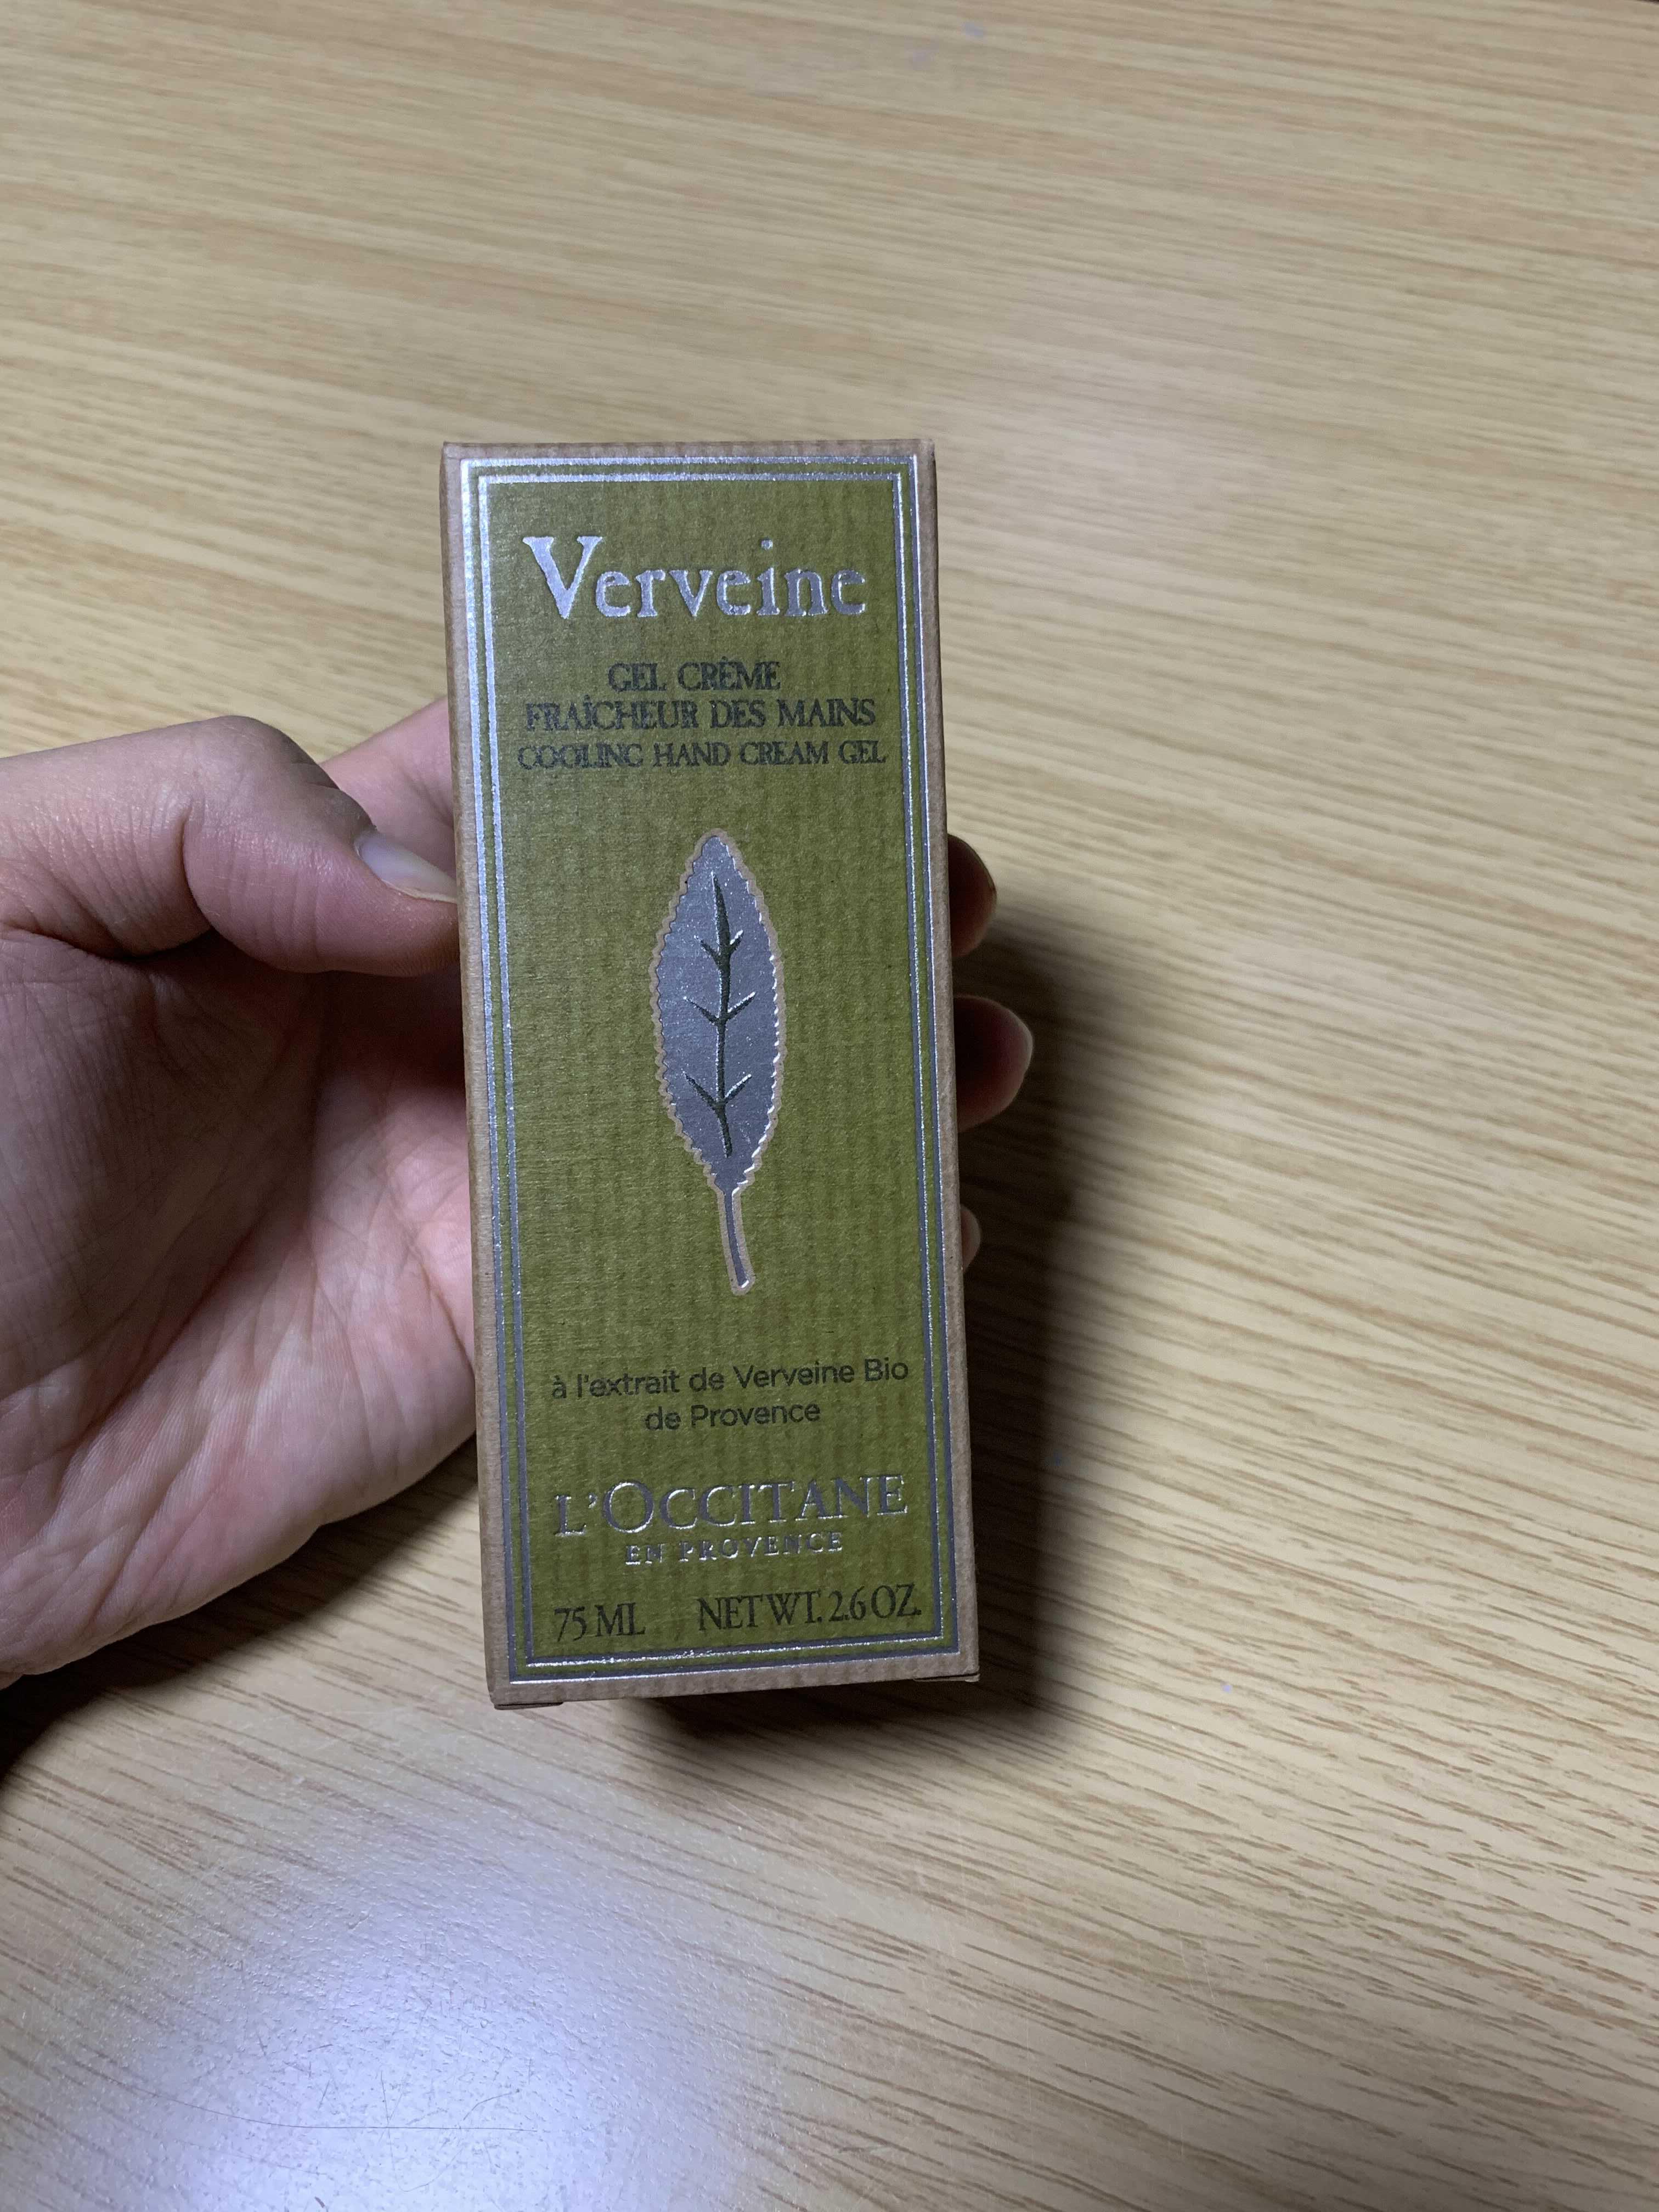 Verveine
GEL CRÈME
FRAÎCHEUR DES MAINS
COOLING HAND CREAM GEL
à l'extrait de Verveine Bio
de Provence
L'OCCITANE
EN PROVENCE
75 ML NET WT. 2.6 OZ.